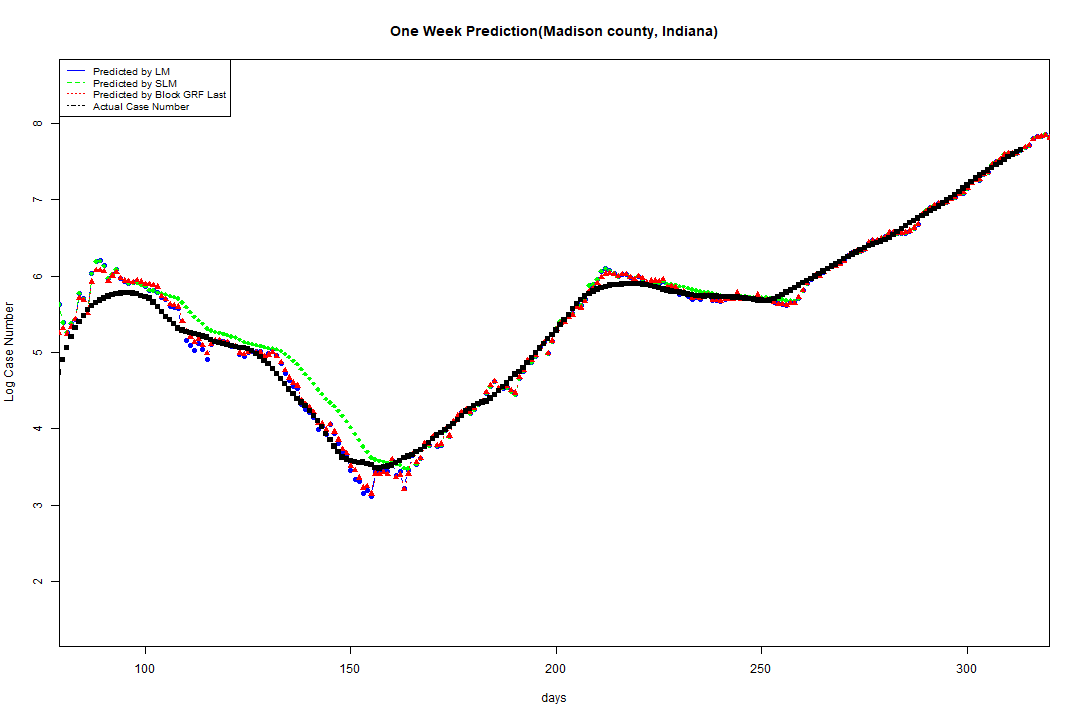 One Week Prediction(Madison county, Indiana)
Predicted by LM
Predicted by SLM
Predicted by Block GRF Last
Actual Case Number
8
7
6
5
4
3
2
Log Case Number
100 150 200 250 300
days